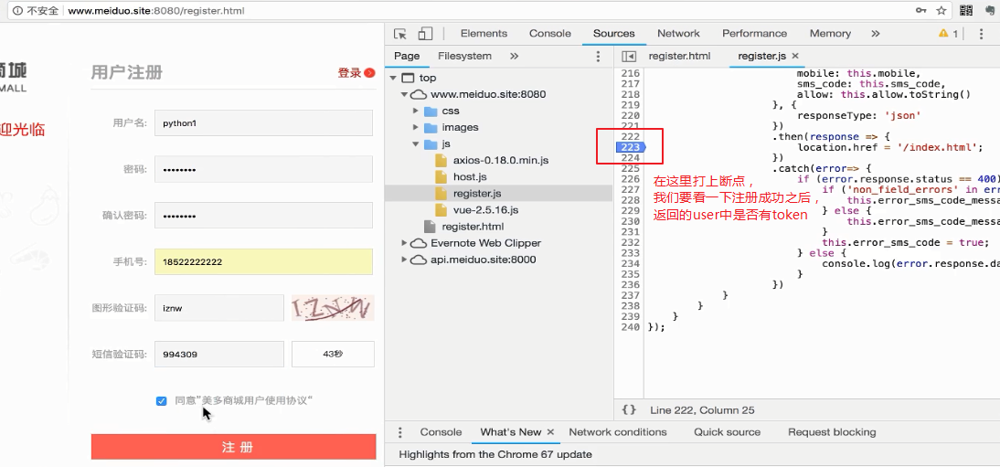 不安全 www.meiduo.site:8080/register.html
商城
MALL
迎光临
用户注册
登录
用户名:
python1
密码:
••••••••
确认密码:
••••••••
手机号:
18522222222
图形验证码:
iznw
IZNW
短信验证码:
994309
43秒
同意”美多商城用户使用协议“
注 册
Elements Console Sources Network Performance Memory » 1
Page Filesystem »
top
www.meiduo.site:8080
css
images
js
axios-0.18.0.min.js
host.js
register.js
vue-2.5.16.js
register.html
Evernote Web Clipper
api.meiduo.site:8000
register.html register.js ×
216 mobile: this.mobile,
217 sms_code: this.sms_code,
218 allow: this.allow.toString()
219 }, {
220 responseType: 'json'
221 })
222 .then(response => {
223 location.href = '/index.html';
224 })
225 .catch(error=> {
226 if (error.response.status == 400)
227 if ('non_field_errors' in err
228 this.error_sms_code_messa
229 } else {
230 this.error_sms_code_messa
231 }
232 this.error_sms_code = true;
233 } else {
234 console.log(error.response.da
235 }
236 })
237 }
238 }
239 }
240 });
在这里打上断点，
我们要看一下注册成功之后，
返回的user中是否有token
{} Line 222, Column 25
Console What's New × Network conditions Quick source Request blocking
Highlights from the Chrome 67 update